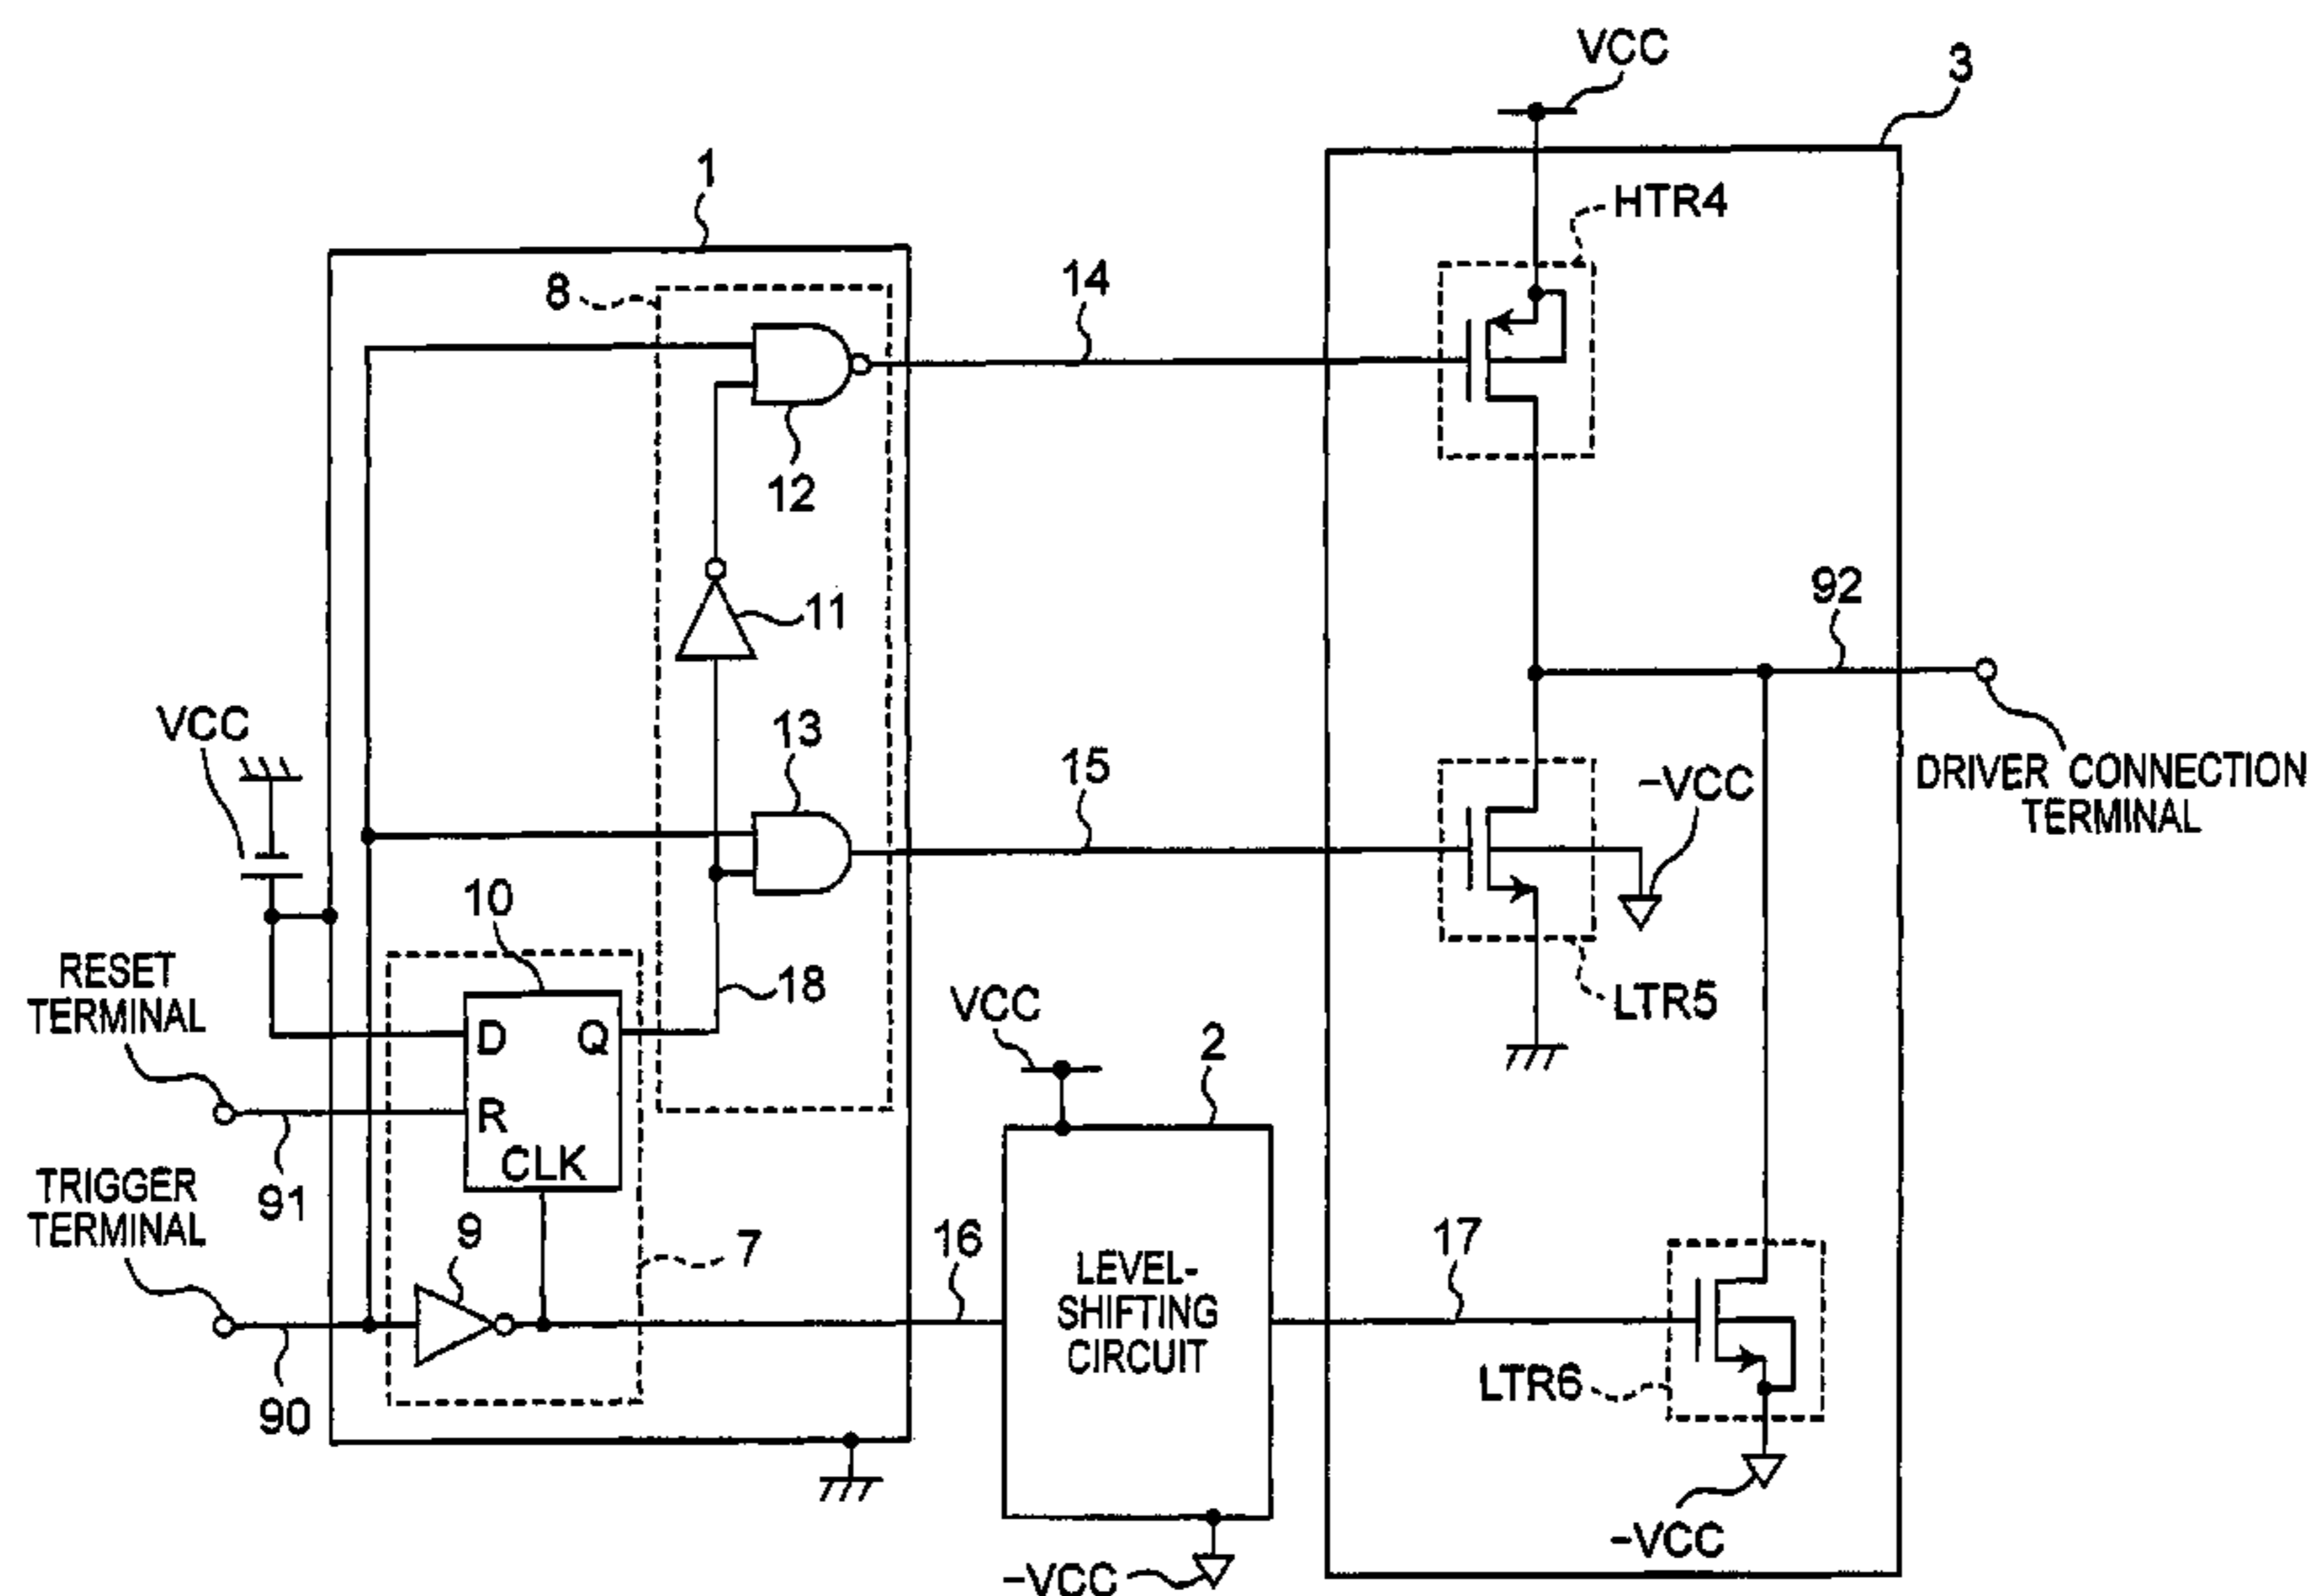 VCC
3
1
HTR4
8
14
12
11
92
VCC
13
15
-VCC
DRIVER CONNECTION
TERMINAL
10
RESET
TERMINAL
D
Q
18
VCC
2
LTR5
R
CLK
91
TRIGGER
TERMINAL
9
7
16
LEVEL-
SHIFTING
CIRCUIT
17
90
LTR6
-VCC
-VCC